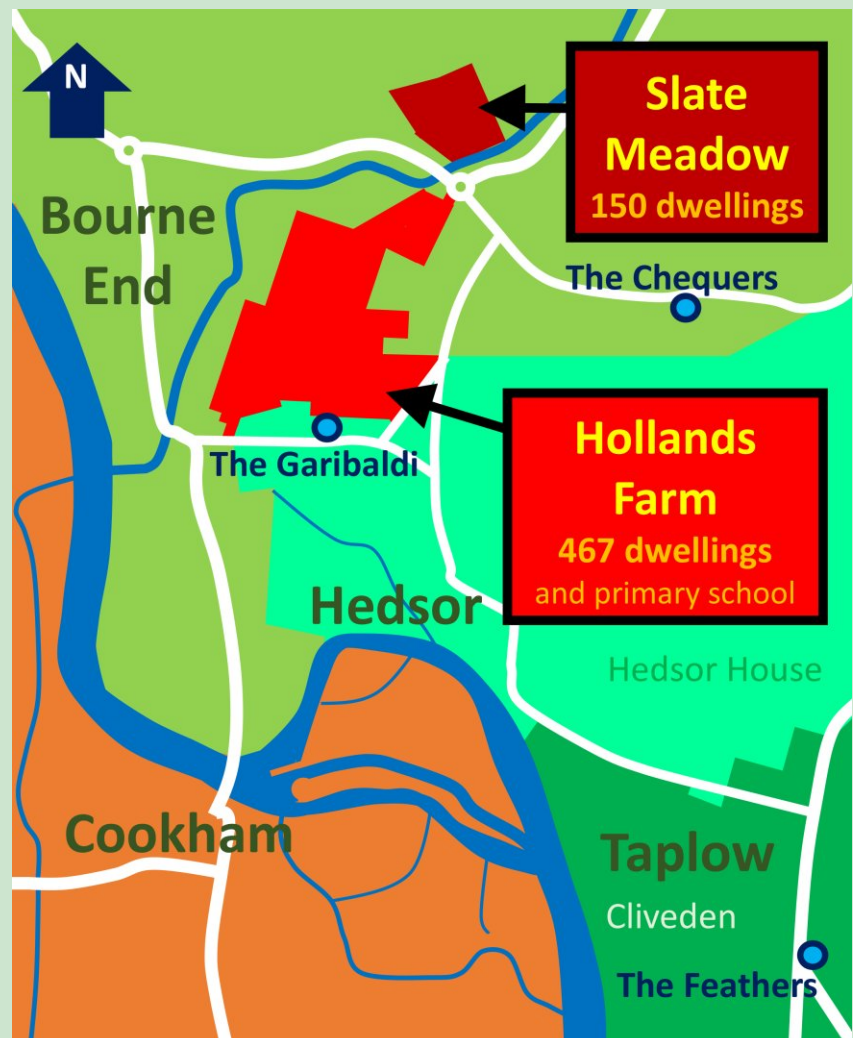 N
Slate
Meadow
150 dwellings
Bourne
End
The Chequers
Hollands
Farm
467 dwellings
and primary school
The Garibaldi
Hedsor
Hedsor House
Cookham
Taplow
Cliveden
The Feathers